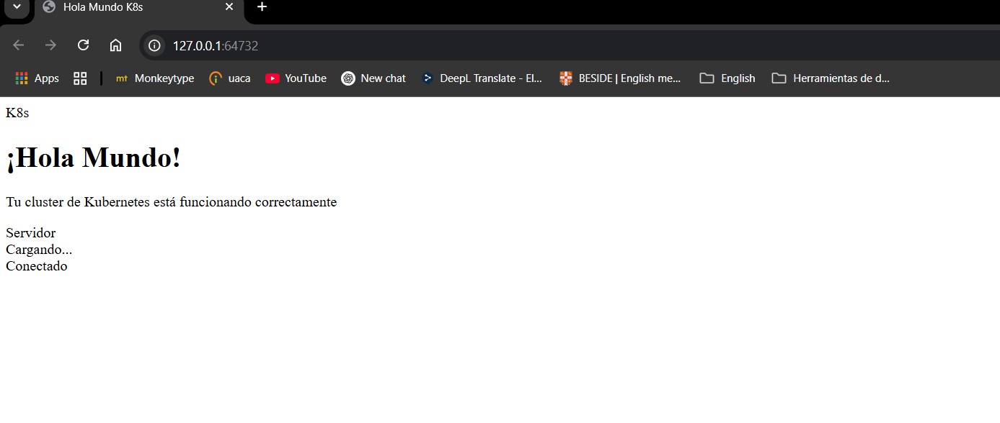 Hola Mundo K8s
127.0.0.1:64732
Apps
mt Monkeytype
uaca
YouTube
New chat
DeepL Translate - El...
BESIDE | English me...
English
Herramientas de d...
K8s
¡Hola Mundo!
Tu cluster de Kubernetes está funcionando correctamente
Servidor
Cargando...
Conectado